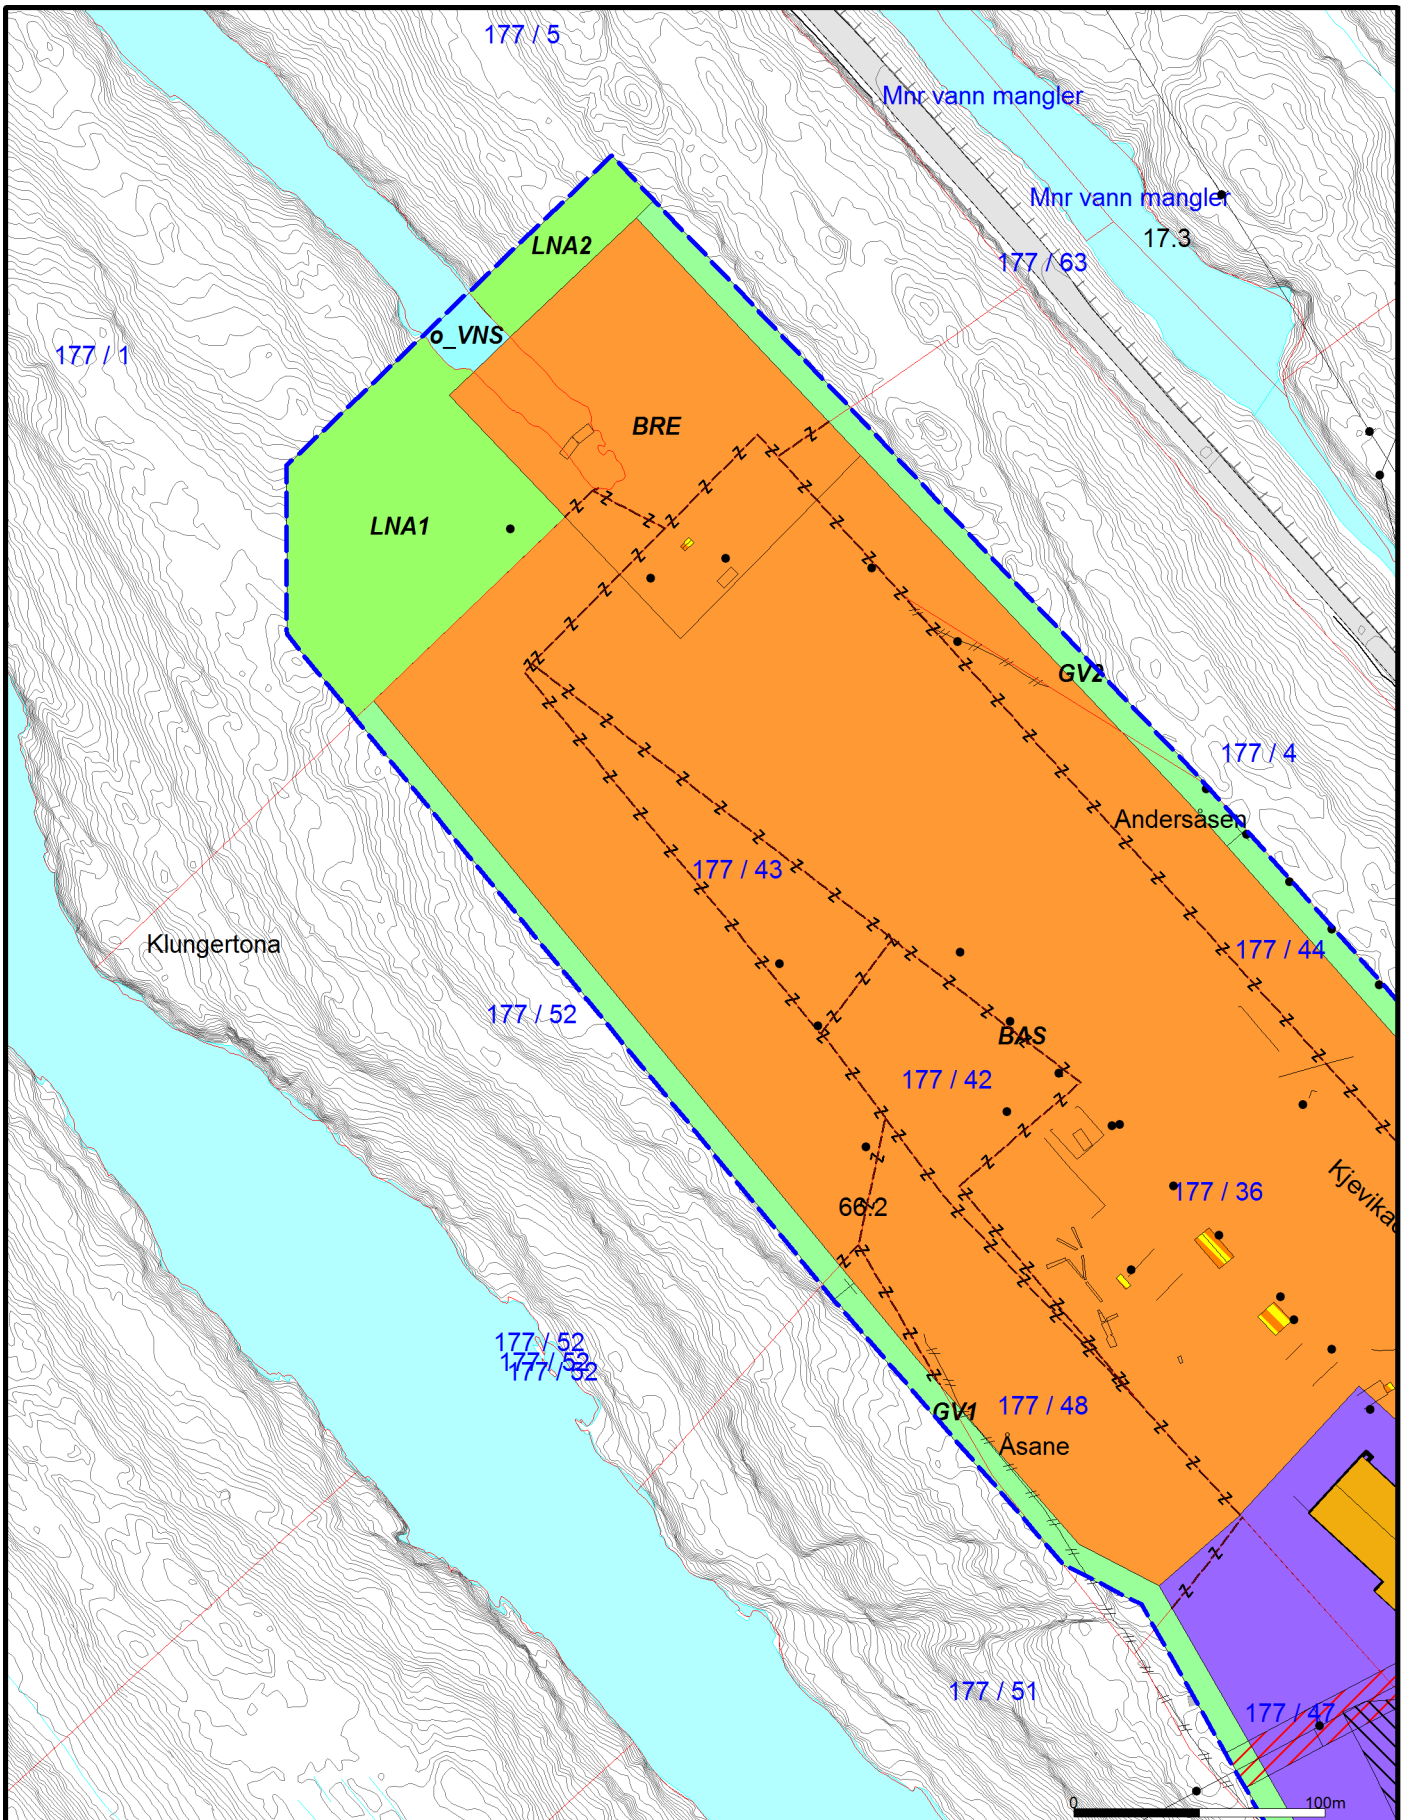 177 / 5
Mnr vann mangler
Mnr vann mangler
17.3
LNA2
177 / 63
o_VNS
177 / 1
BRE
LNA1
GV2
177 / 4
Andersåsen
177 / 43
Klungertona
177 / 44
177 / 52
BAS
177 / 42
177 / 36
66.2
177 / 52
177 / 52
177 / 52
GV1
177 / 48
Åsane
177 / 51
177 / 47
0
100m